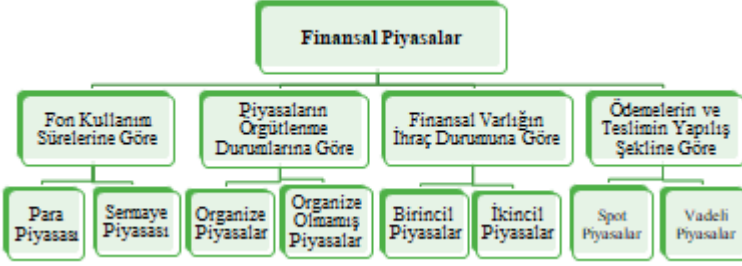 Finansal Piyasalar
Fon Kullanım
Sürelerine Göre
Piyasaların
Örgütlenme
Durumlarına Göre
Finansal Varlığın
İhraç Durumuna Göre
Ödemelerin ve
Teslimin Yapılış
Şekline Göre
Para
Piyasası
Sermaye
Piyasası
Organize
Piyasalar
Organize
Olmamış
Piyasalar
Birincil
Piyasalar
İkincil
Piyasalar
Spot
Piyasalar
Vadeli
Piyasalar